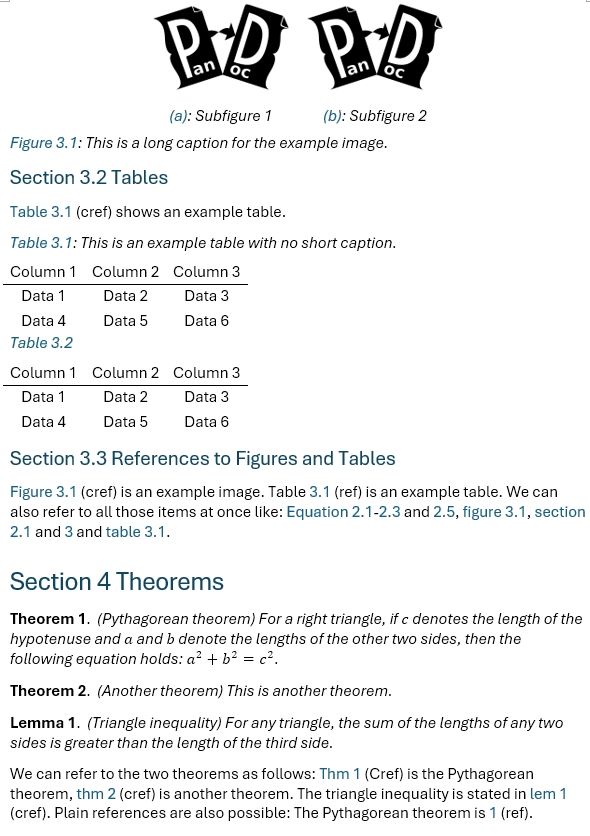 Pan Doc Pan Doc
(a): Subfigure 1 (b): Subfigure 2
Figure 3.1: This is a long caption for the example image.
Section 3.2 Tables
Table 3.1 (cref) shows an example table.
Table 3.1: This is an example table with no short caption.
Column 1 Column 2 Column 3
Data 1 Data 2 Data 3
Data 4 Data 5 Data 6
Table 3.2
Column 1 Column 2 Column 3
Data 1 Data 2 Data 3
Data 4 Data 5 Data 6
Section 3.3 References to Figures and Tables
Figure 3.1 (cref) is an example image. Table 3.1 (ref) is an example table. We can
also refer to all those items at once like: Equation 2.1-2.3 and 2.5, figure 3.1, section
2.1 and 3 and table 3.1.
Section 4 Theorems
Theorem 1. (Pythagorean theorem) For a right triangle, if c denotes the length of the
hypotenuse and a and b denote the lengths of the other two sides, then the
following equation holds: a² + b² = c².
Theorem 2. (Another theorem) This is another theorem.
Lemma 1. (Triangle inequality) For any triangle, the sum of the lengths of any two
sides is greater than the length of the third side.
We can refer to the two theorems as follows: Thm 1 (Cref) is the Pythagorean
theorem, thm 2 (cref) is another theorem. The triangle inequality is stated in lem 1
(cref). Plain references are also possible: The Pythagorean theorem is 1 (ref).